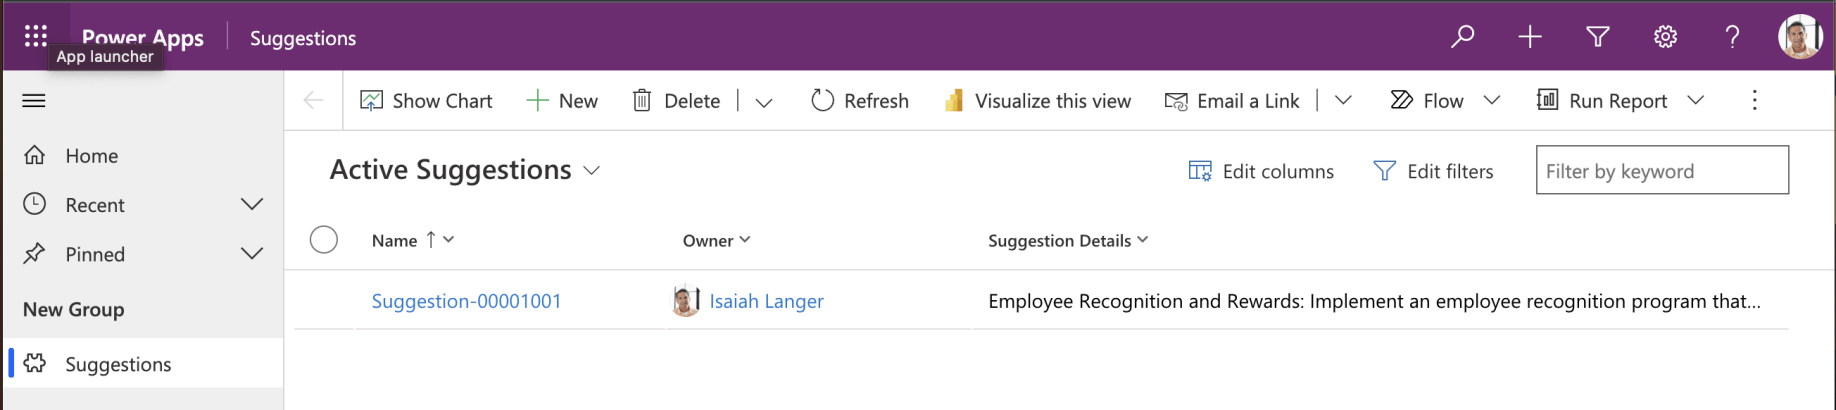 Power Apps Suggestions
App launcher
Show Chart New Delete Refresh Visualize this view Email a Link Flow Run Report
Home
Recent
Pinned
New Group
Suggestions
Active Suggestions Edit columns Edit filters Filter by keyword
Name Owner Suggestion Details
Suggestion-00001001 Isaiah Langer Employee Recognition and Rewards: Implement an employee recognition program that...